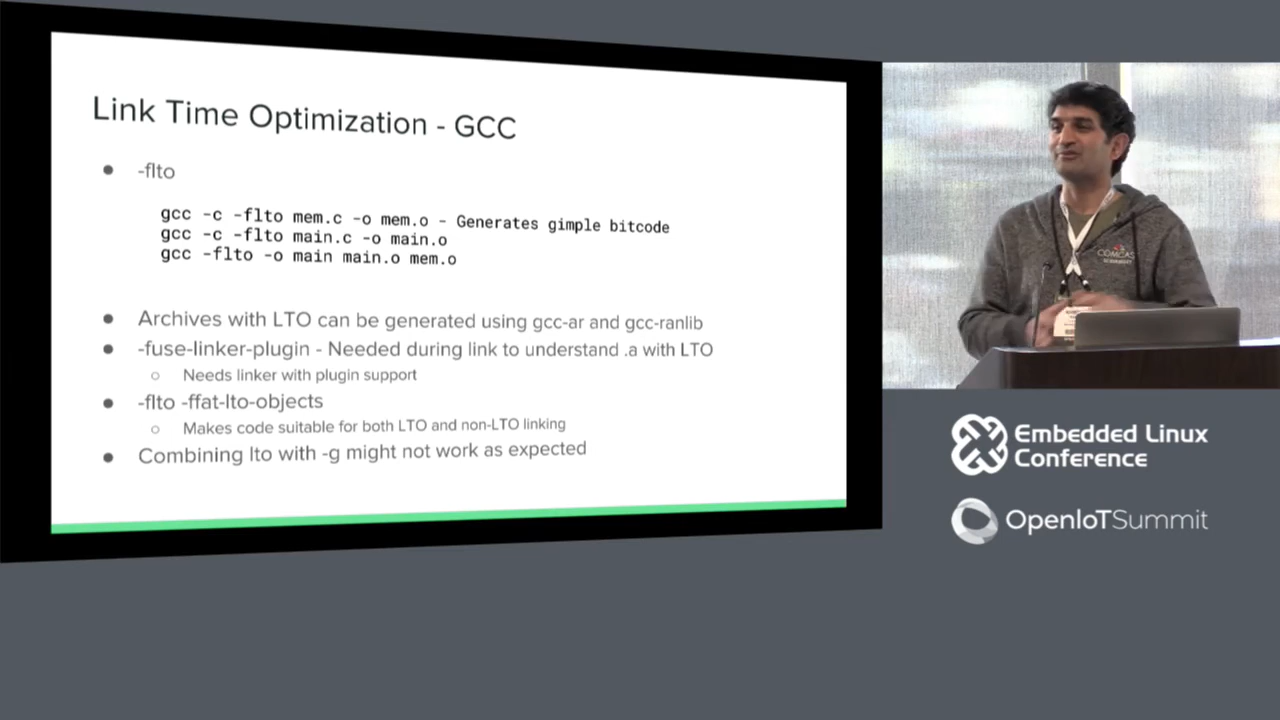 Link Time Optimization - GCC
● -flto
gcc -c -flto mem.c -o mem.o - Generates gimple bitcode
gcc -c -flto main.c -o main.o
gcc -flto -o main main.o mem.o
● Archives with LTO can be generated using gcc-ar and gcc-ranlib
● -fuse-linker-plugin - Needed during link to understand .a with LTO
○ Needs linker with plugin support
● -flto -ffat-lto-objects
○ Makes code suitable for both LTO and non-LTO linking
● Combining lto with -g might not work as expected
COMCAS
Embedded Linux
Conference
OpenIoTSummit